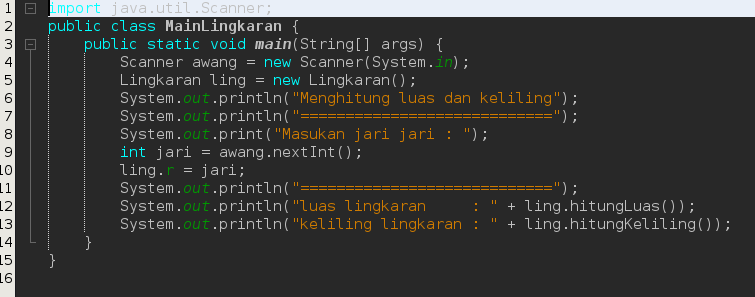 1 import java.util.Scanner;
2 public class MainLingkaran {
3 public static void main(String[] args) {
4 Scanner awang = new Scanner(System.in);
5 Lingkaran ling = new Lingkaran();
6 System.out.println("Menghitung luas dan keliling");
7 System.out.println("============================");
8 System.out.print("Masukan jari jari : ");
9 int jari = awang.nextInt();
10 ling.r = jari;
11 System.out.println("============================");
12 System.out.println("luas lingkaran     : " + ling.hitungLuas());
13 System.out.println("keliling lingkaran : " + ling.hitungKeliling());
14 }
15 }
16